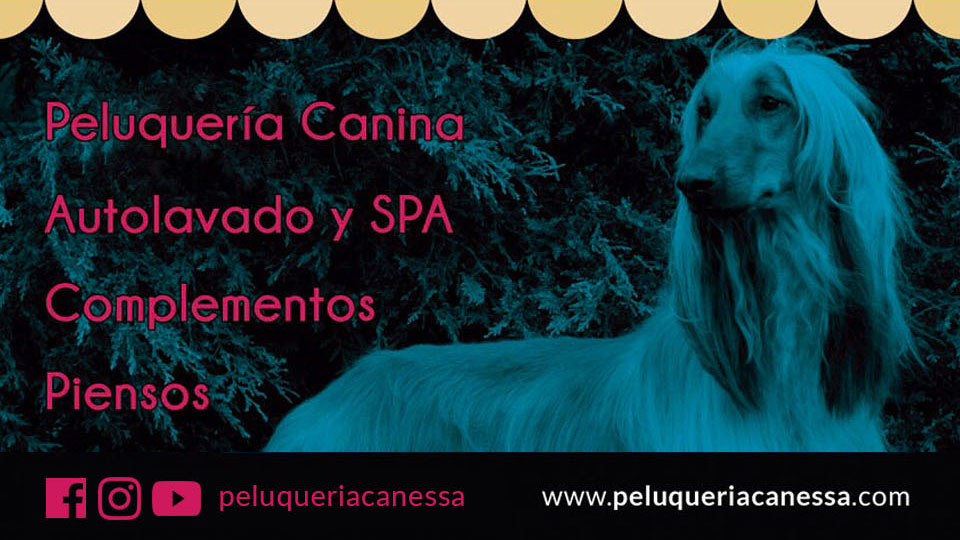 Peluquería Canina
Autolavado y SPA
Complementos
Piensos
peluqueriacanessa
www.peluqueriacanessa.com